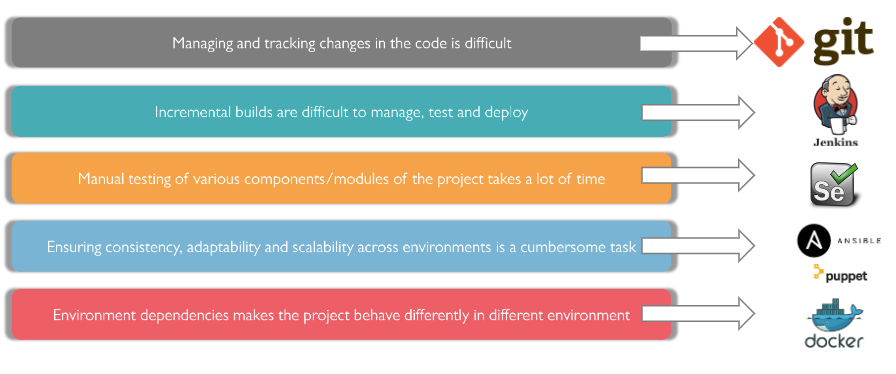 Managing and tracking changes in the code is difficult
git
Incremental builds are difficult to manage, test and deploy
Jenkins
Manual testing of various components/modules of the project takes a lot of time
Se
Ensuring consistency, adaptability and scalability across environments is a cumbersome task
A ANSIBLE
puppet
Environment dependencies makes the project behave differently in different environment
docker